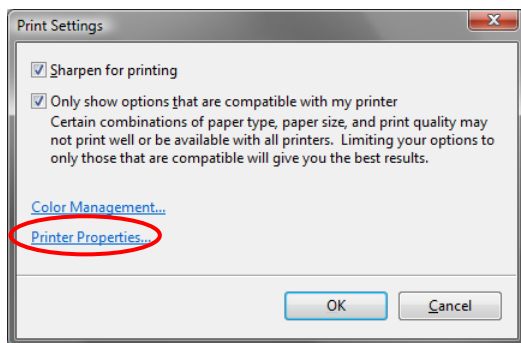 Print Settings
Sharpen for printing
Only show options that are compatible with my printer
Certain combinations of paper type, paper size, and print quality may
not print well or be available with all printers. Limiting your options to
only those that are compatible will give you the best results.
Color Management...
Printer Properties...
OK
Cancel